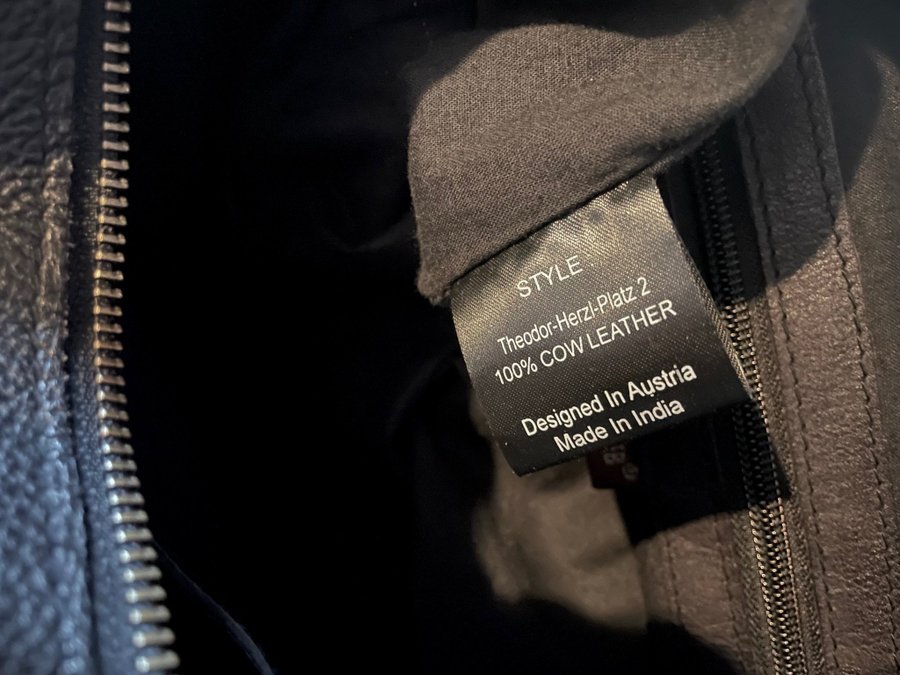 STYLE
Theodor-Herzl-Platz 2
100% COW LEATHER
Designed In Austria
Made In India